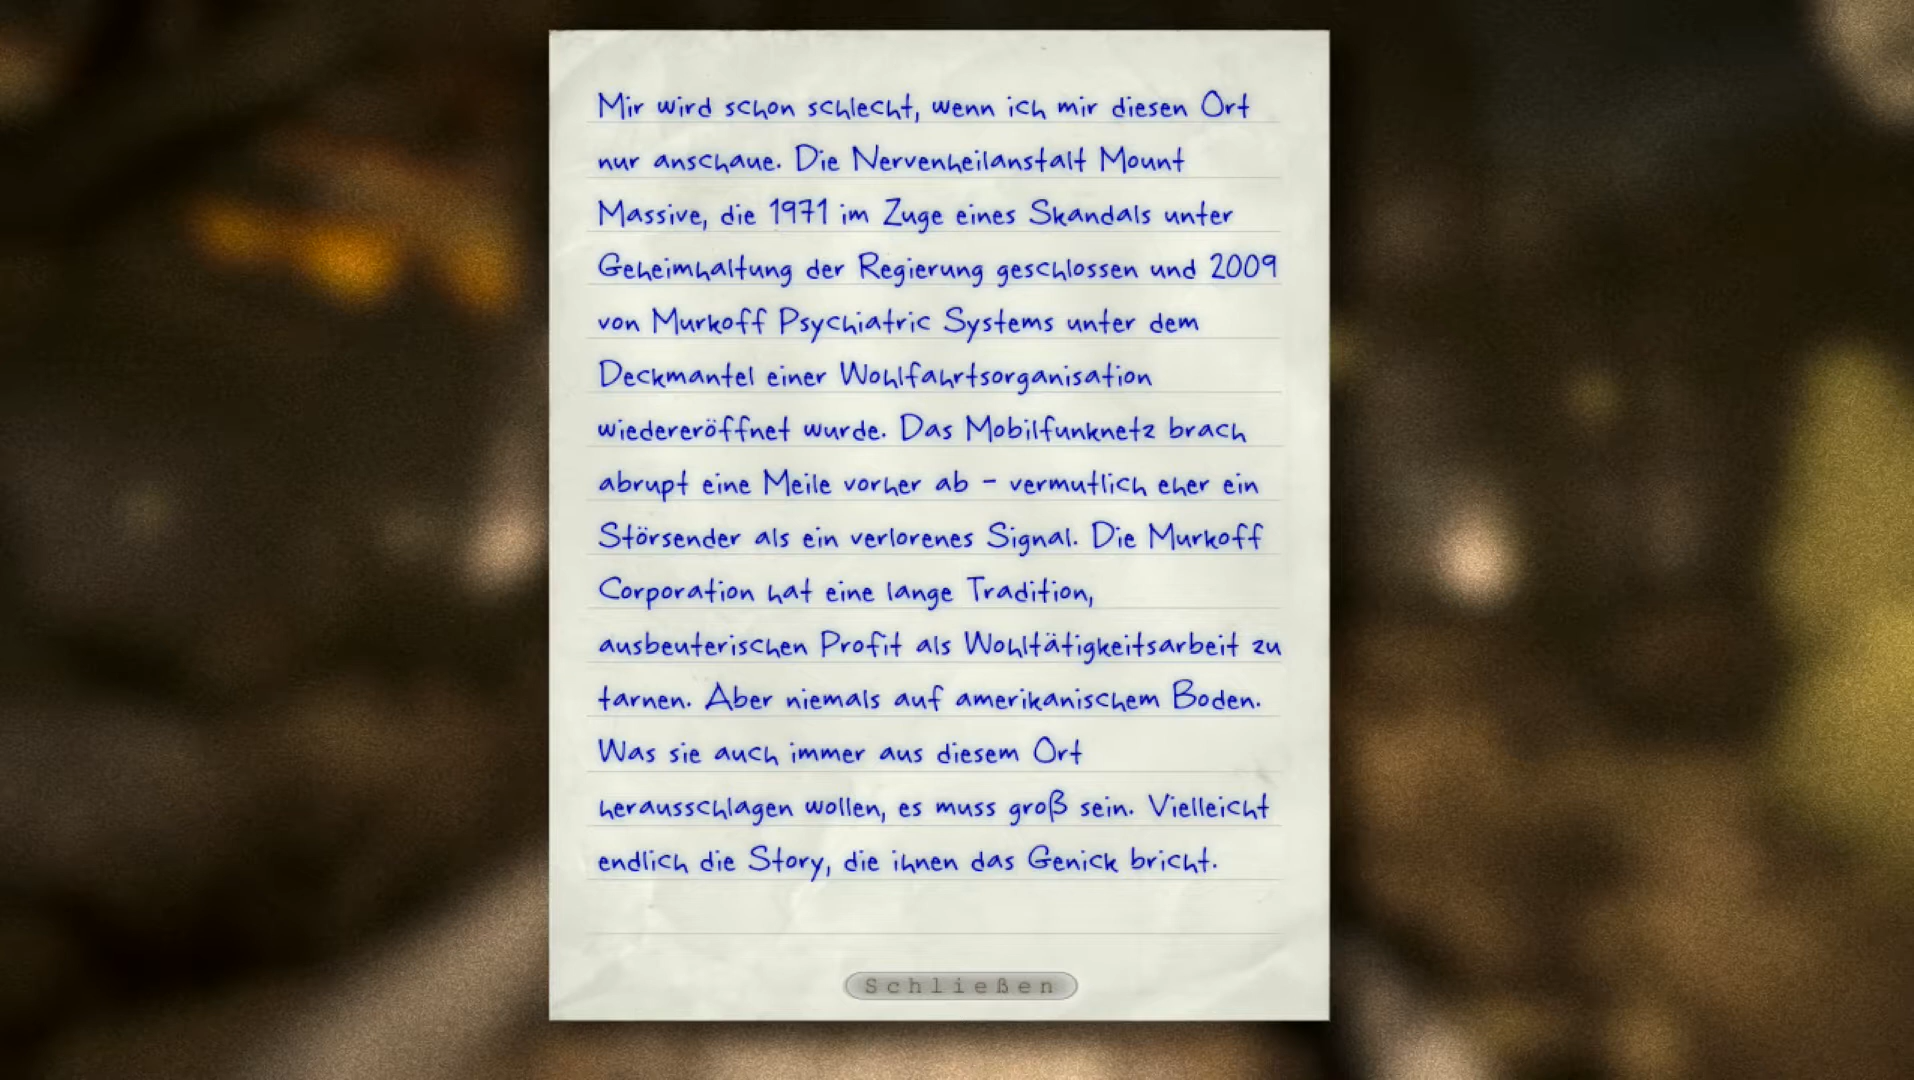 Mir wird schon schlecht, wenn ich mir diesen Ort
nur anschaue. Die Nervenheilanstalt Mount
Massive, die 1971 im Zuge eines Skandals unter
Geheimhaltung der Regierung geschlossen und 2009
von Murkoff Psychiatric Systems unter dem
Deckmantel einer Wohlfahrtsorganisation
wiedereröffnet wurde. Das Mobilfunknetz brach
abrupt eine Meile vorher ab - vermutlich eher ein
Störsender als ein verlorenes Signal. Die Murkoff
Corporation hat eine lange Tradition,
ausbeuterischen Profit als Wohltätigkeitsarbeit zu
tarnen. Aber niemals auf amerikanischem Boden.
Was sie auch immer aus diesem Ort
herausschlagen wollen, es muss groß sein. Vielleicht
endlich die Story, die ihnen das Genick bricht.
Schließen